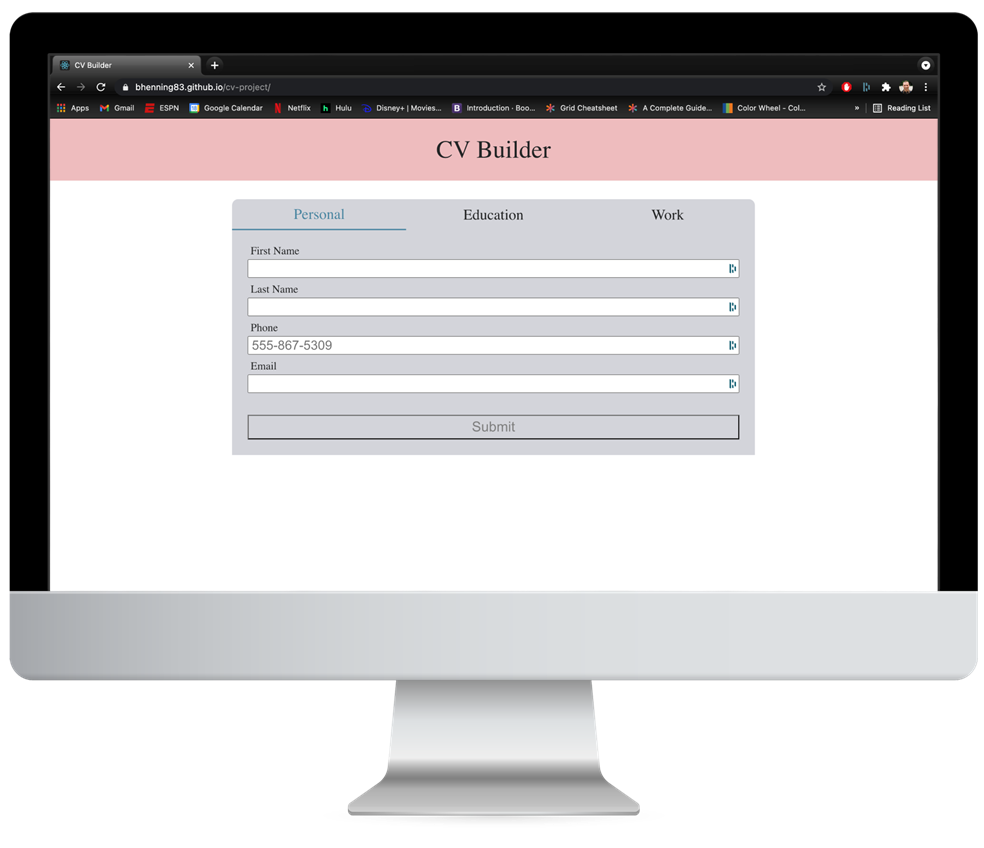 CV Builder
bhenning83.github.io/cv-project/
Apps Gmail ESPN Google Calendar Netflix Hulu Disney+ | Movies... Introduction · Boo... Grid Cheatsheet A Complete Guide... Color Wheel - Col... » Reading List
CV Builder
Personal Education Work
First Name
Last Name
Phone
555-867-5309
Email
Submit